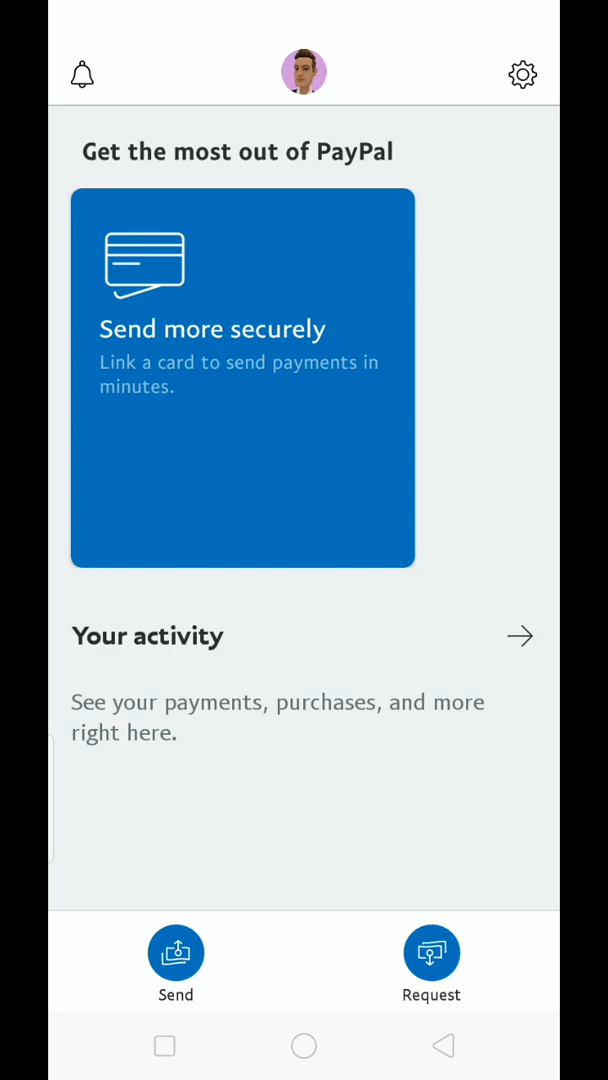 Get the most out of PayPal
Send more securely
Link a card to send payments in
minutes.
Your activity
See your payments, purchases, and more
right here.
Send
Request